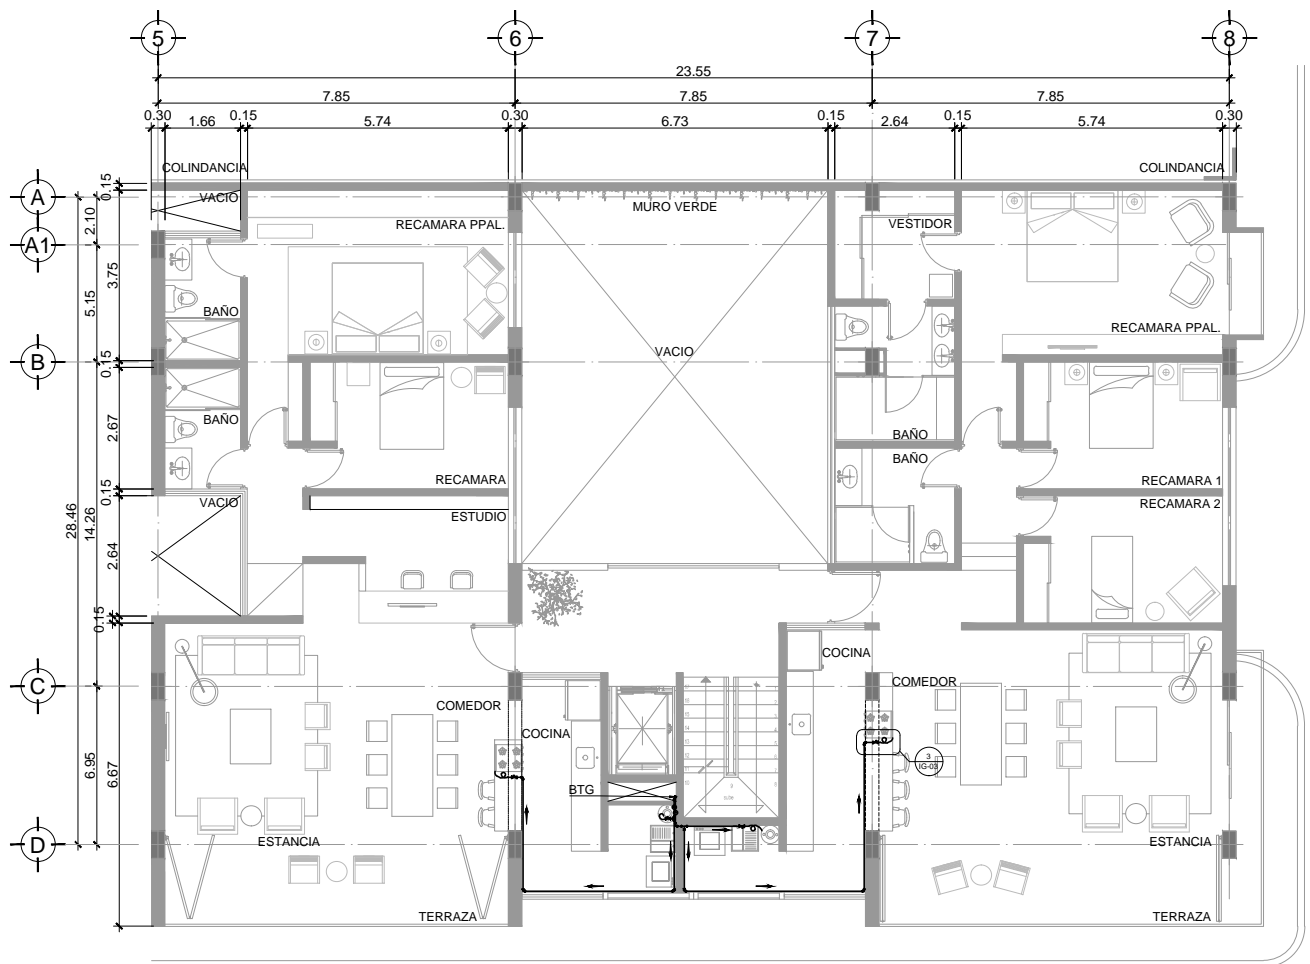 5
6
7
8
23.55
7.85
7.85
7.85
0.30
1.66
0.15
5.74
0.30
6.73
0.15
2.64
0.15
5.74
0.30
COLINDANCIA
COLINDANCIA
A
A1
B
C
D
0.15
2.10
3.75
5.15
0.15
2.67
0.15
28.46
14.26
2.64
0.15
6.95
6.67
VACIO
MURO VERDE
RECAMARA PPAL.
VESTIDOR
BAÑO
RECAMARA PPAL.
VACIO
BAÑO
BAÑO
BAÑO
RECAMARA
RECAMARA 1
VACIO
RECAMARA 2
ESTUDIO
COCINA
COMEDOR
COMEDOR
COCINA
3
IG-03
BTG
ESTANCIA
ESTANCIA
TERRAZA
TERRAZA